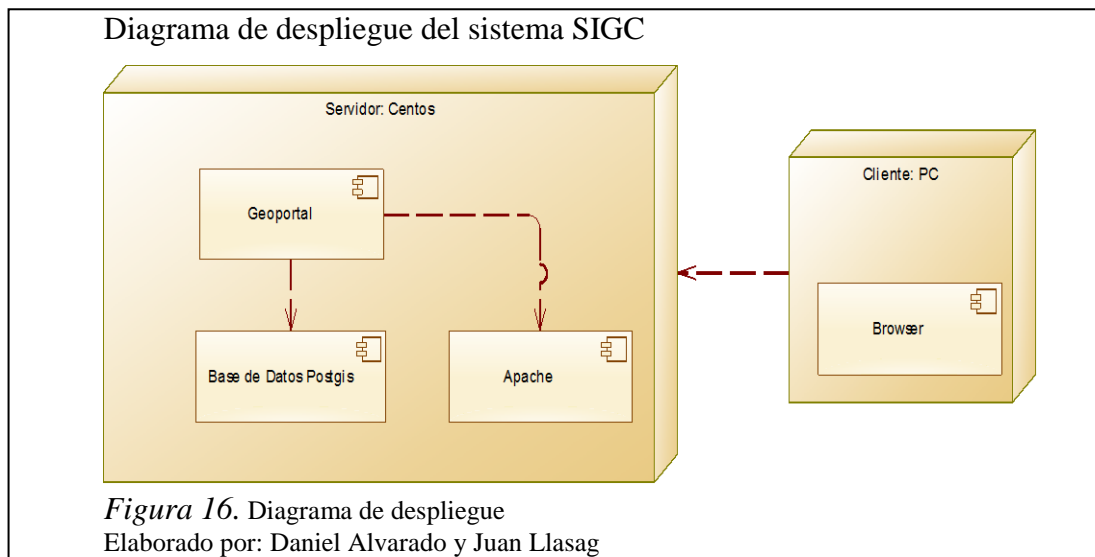 Diagrama de despliegue del sistema SIGC
Servidor: Centos
Geoportal
Base de Datos Postgis
Apache
Cliente: PC
Browser
Figura 16. Diagrama de despliegue
Elaborado por: Daniel Alvarado y Juan Llasag